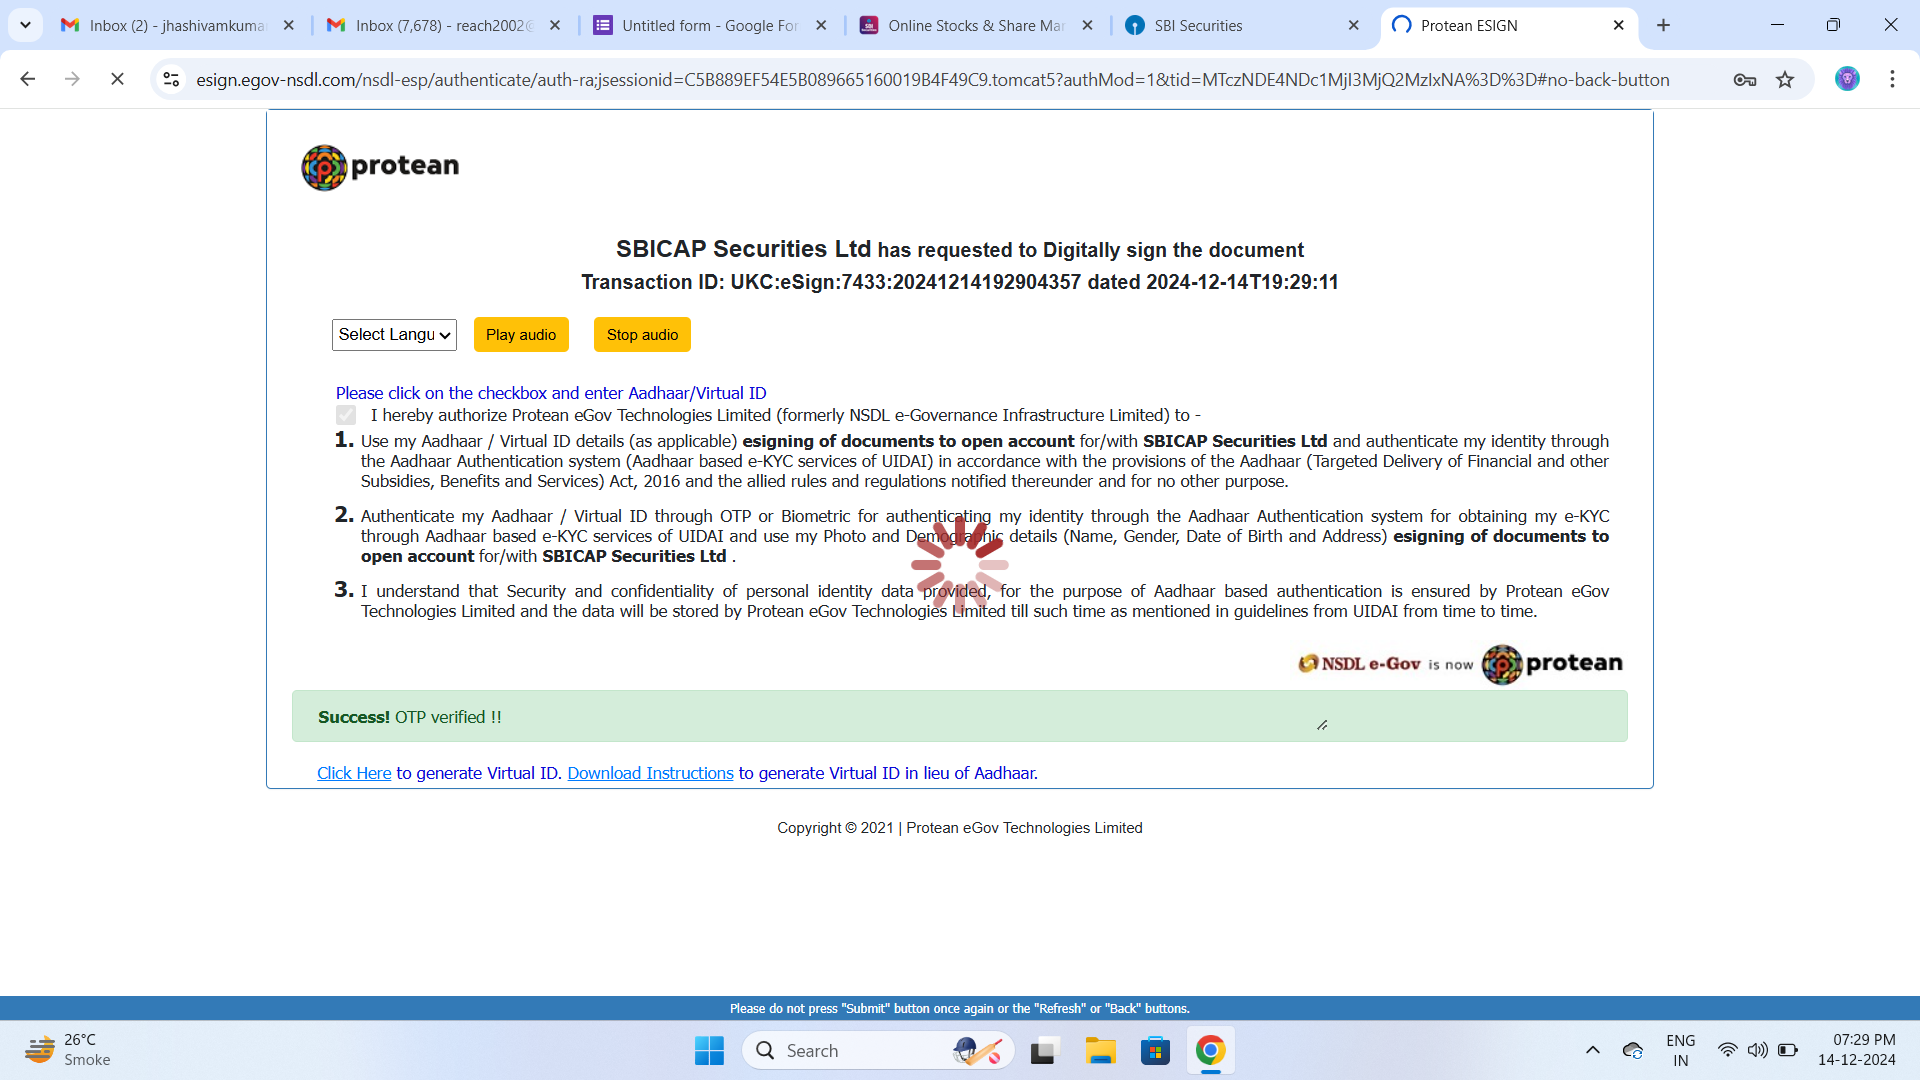 Inbox (2) - jhashivamkuma
Inbox (7,678) - reach2002@
Untitled form - Google For
Online Stocks & Share Mar
SBI Securities
Protean ESIGN
esign.egov-nsdl.com/nsdl-esp/authenticate/auth-ra;jsessionid=C5B889EF54E5B089665160019B4F49C9.tomcat5?authMod=1&tid=MTczNDE4NDc1MjI3MjQ2MzIxNA%3D%3D#no-back-button
protean
SBICAP Securities Ltd has requested to Digitally sign the document
Transaction ID: UKC:eSign:7433:20241214192904357 dated 2024-12-14T19:29:11
Select Langu
Play audio
Stop audio
Please click on the checkbox and enter Aadhaar/Virtual ID
I hereby authorize Protean eGov Technologies Limited (formerly NSDL e-Governance Infrastructure Limited) to -
1. Use my Aadhaar / Virtual ID details (as applicable) esigning of documents to open account for/with SBICAP Securities Ltd and authenticate my identity through
the Aadhaar Authentication system (Aadhaar based e-KYC services of UIDAI) in accordance with the provisions of the Aadhaar (Targeted Delivery of Financial and other
Subsidies, Benefits and Services) Act, 2016 and the allied rules and regulations notified thereunder and for no other purpose.
2. Authenticate my Aadhaar / Virtual ID through OTP or Biometric for authenticating my identity through the Aadhaar Authentication system for obtaining my e-KYC
through Aadhaar based e-KYC services of UIDAI and use my Photo and Demographic details (Name, Gender, Date of Birth and Address) esigning of documents to
open account for/with SBICAP Securities Ltd .
3. I understand that Security and confidentiality of personal identity data provided, for the purpose of Aadhaar based authentication is ensured by Protean eGov
Technologies Limited and the data will be stored by Protean eGov Technologies Limited till such time as mentioned in guidelines from UIDAI from time to time.
NSDL e-Gov is now protean
Success! OTP verified !!
Click Here to generate Virtual ID. Download Instructions to generate Virtual ID in lieu of Aadhaar.
Copyright © 2021 | Protean eGov Technologies Limited
Please do not press "Submit" button once again or the "Refresh" or "Back" buttons.
26°C
Smoke
Search
ENG
IN
07:29 PM
14-12-2024